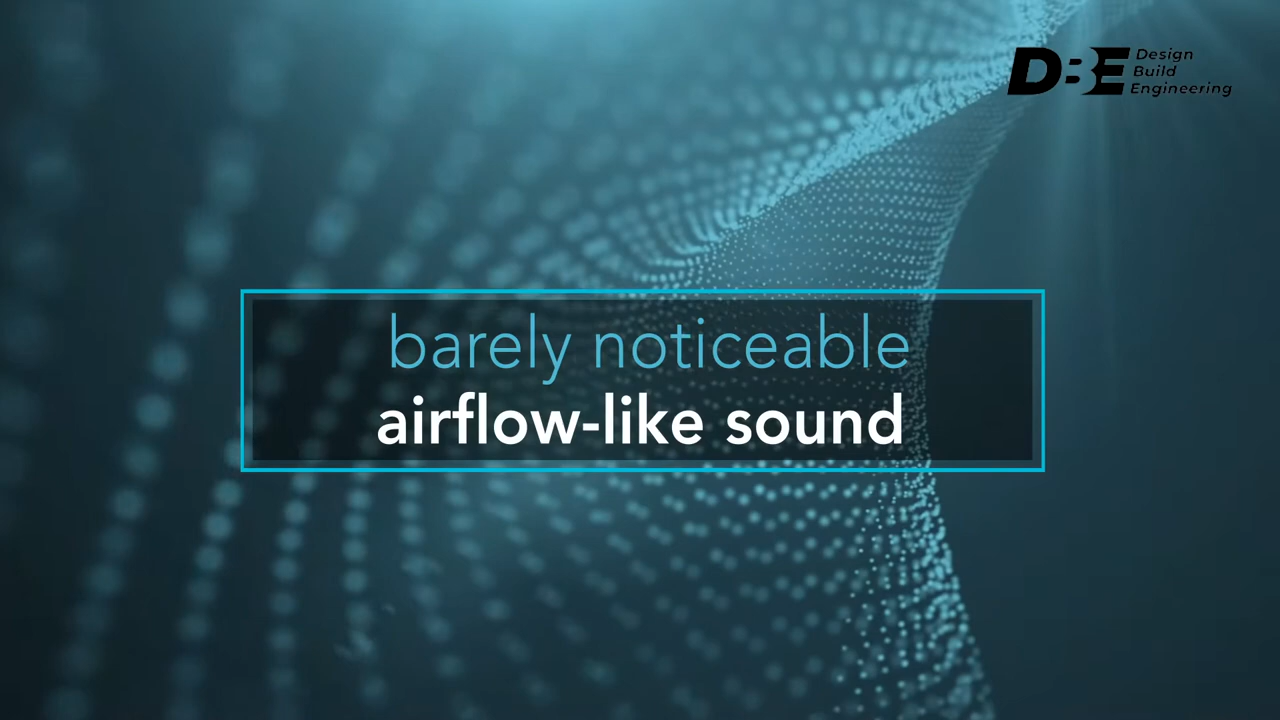 DBE
Design
Build
Engineering
barely noticeable
airflow-like sound